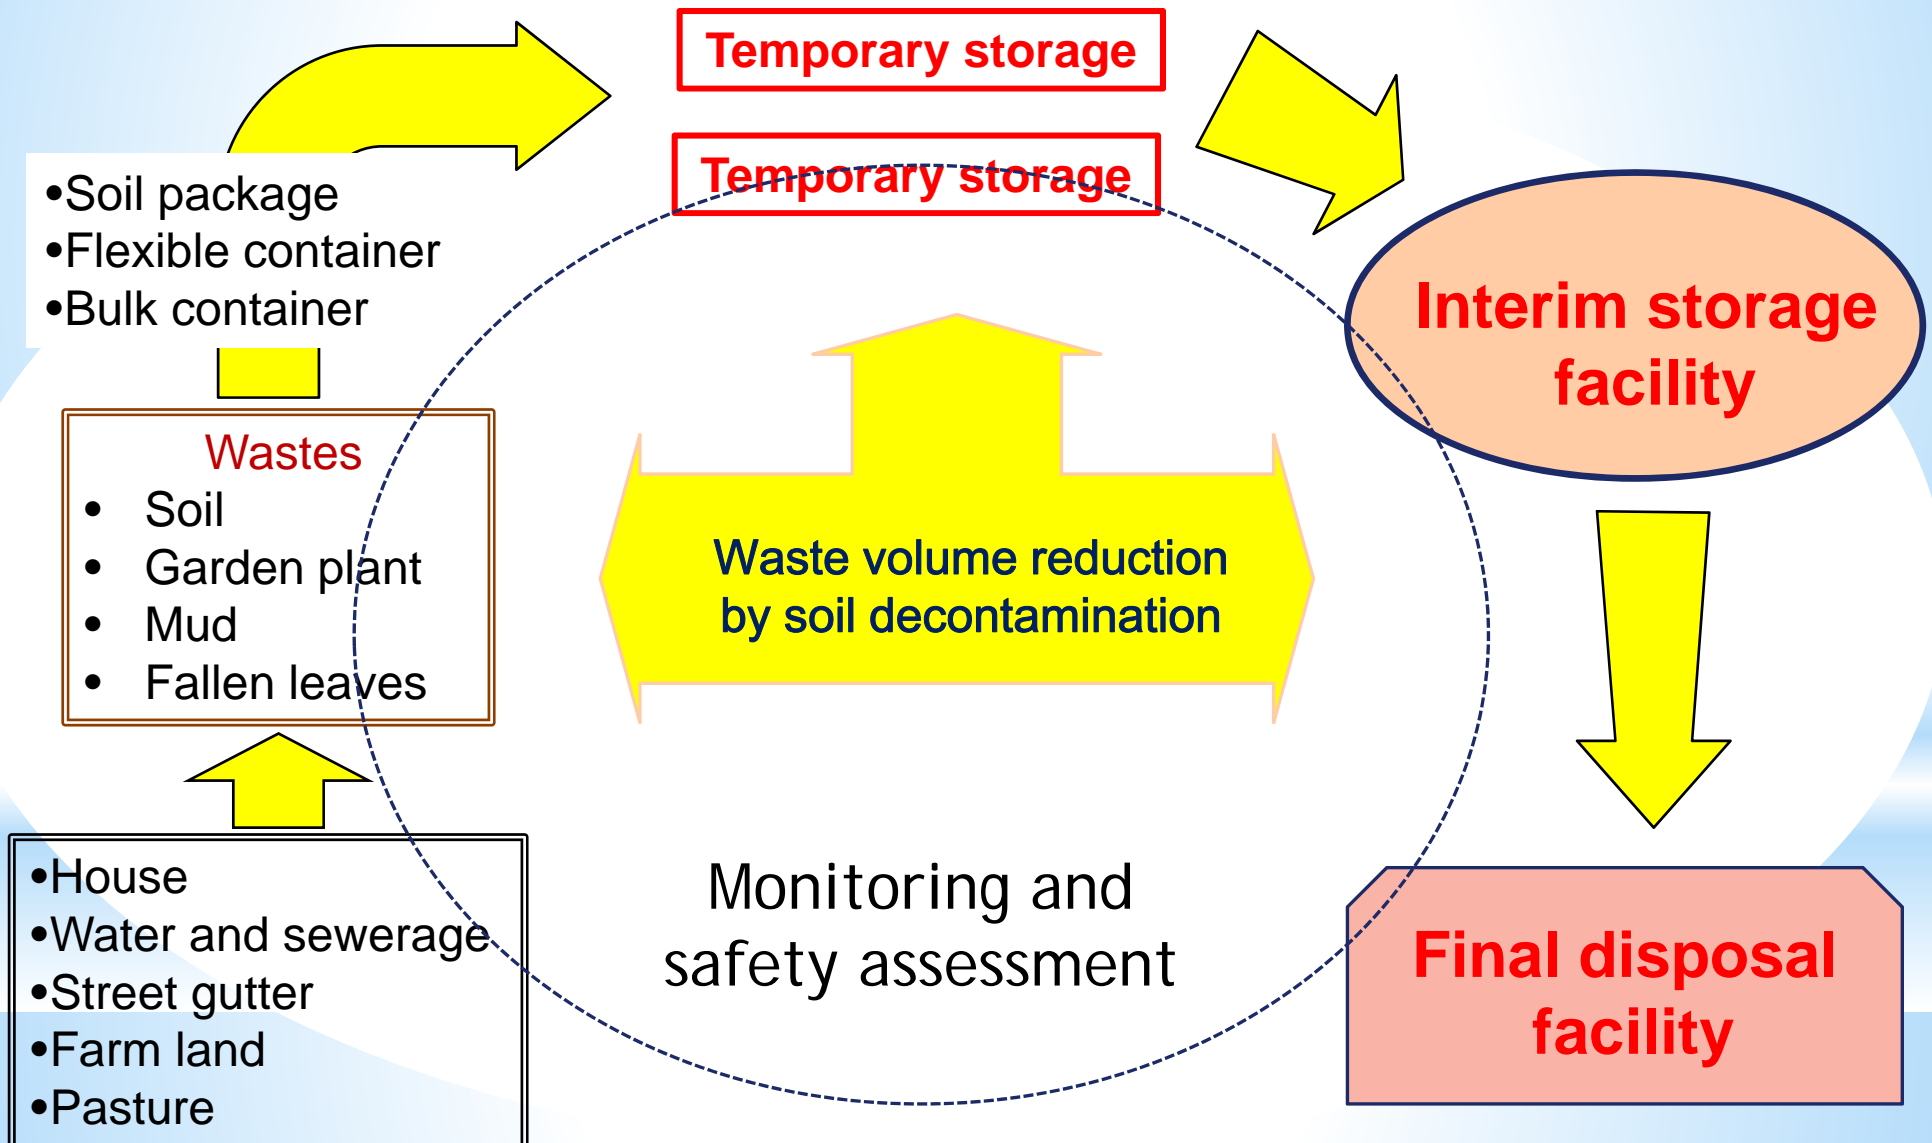 Temporary storage
Temporary storage
•Soil package
•Flexible container
•Bulk container
Interim storage
facility
Wastes
• Soil
• Garden plant
• Mud
• Fallen leaves
Waste volume reduction
by soil decontamination
•House
•Water and sewerage
•Street gutter
•Farm land
•Pasture
Monitoring and
safety assessment
Final disposal
facility